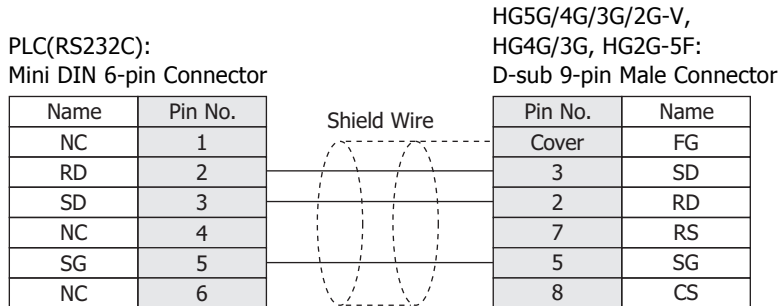 HG5G/4G/3G/2G-V,
PLC(RS232C): HG4G/3G, HG2G-5F:
Mini DIN 6-pin Connector D-sub 9-pin Male Connector
Name Pin No. Shield Wire Pin No. Name
NC 1 Cover FG
RD 2 3 SD
SD 3 2 RD
NC 4 7 RS
SG 5 5 SG
NC 6 8 CS